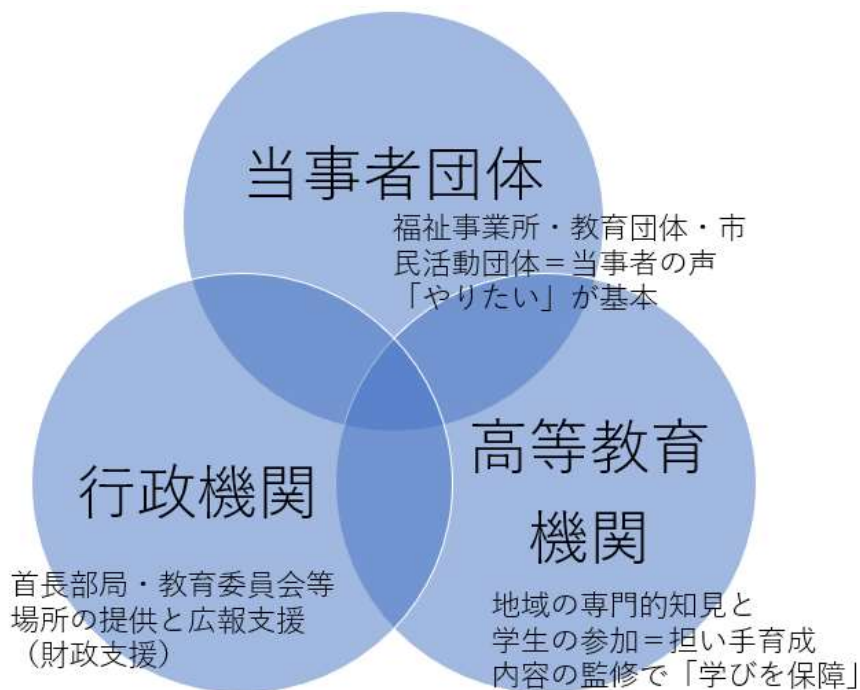 当事者団体
福祉事業所・教育団体・市
民活動団体＝当事者の声
「やりたい」が基本
行政機関
首長部局・教育委員会等
場所の提供と広報支援
（財政支援）
高等教育
機関
地域の専門的知見と
学生の参加＝担い手育成
内容の監修で「学びを保障」